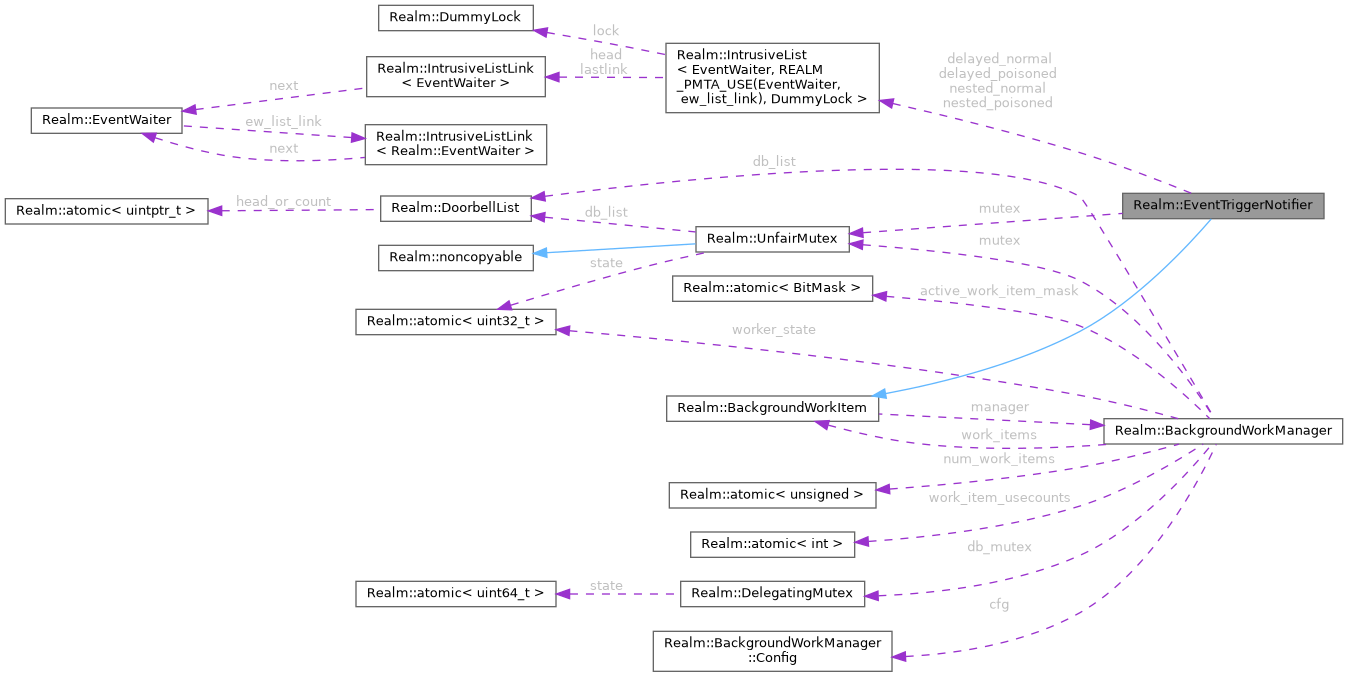 Realm::DummyLock
lock
Realm::IntrusiveList
< EventWaiter, REALM
_PMTA_USE(EventWaiter,
ew_list_link), DummyLock >
head
lastlink
delayed_normal
delayed_poisoned
nested_normal
nested_poisoned
Realm::IntrusiveListLink
< EventWaiter >
next
Realm::EventWaiter
ew_list_link
Realm::IntrusiveListLink
< Realm::EventWaiter >
next
db_list
Realm::atomic< uintptr_t >
head_or_count
Realm::DoorbellList
db_list
mutex
Realm::EventTriggerNotifier
Realm::UnfairMutex
mutex
Realm::noncopyable
state
Realm::atomic< BitMask >
active_work_item_mask
Realm::atomic< uint32_t >
worker_state
Realm::BackgroundWorkItem
manager
Realm::BackgroundWorkManager
work_items
num_work_items
Realm::atomic< unsigned >
work_item_usecounts
Realm::atomic< int >
db_mutex
Realm::atomic< uint64_t >
state
Realm::DelegatingMutex
cfg
Realm::BackgroundWorkManager
::Config